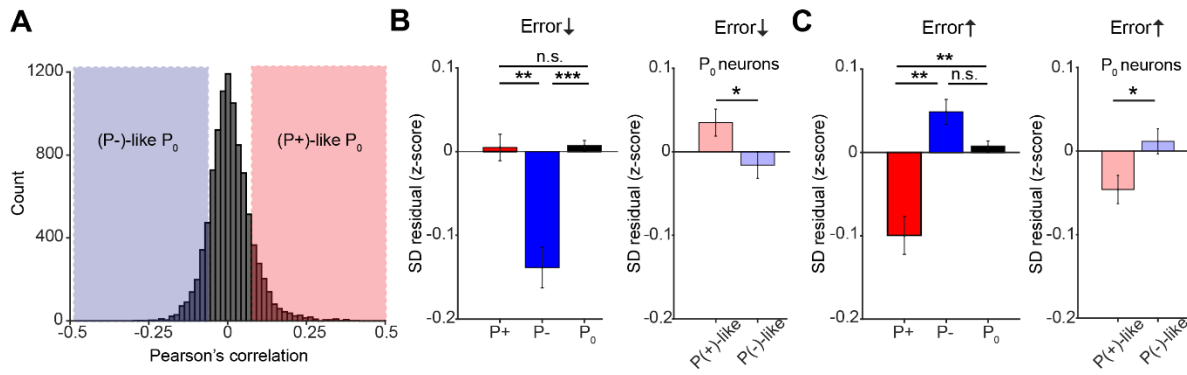 A
1200
800
400
0
Count
(P-)-like P0
(P+)-like P0
-0.5
-0.25
0
0.25
0.5
Pearson's correlation
B
Error↓
n.s.
**
***
0.1
0
-0.1
-0.2
SD residual (z-score)
P+
P-
P0
Error↓
P0 neurons
*
0.1
0
-0.1
-0.2
SD residual (z-score)
P(+)-like
P(-)-like
C
Error↑
**
**
n.s.
0.1
0
-0.1
-0.2
SD residual (z-score)
P+
P-
P0
Error↑
P0 neurons
*
0.1
0
-0.1
-0.2
SD residual (z-score)
P(+)-like
P(-)-like